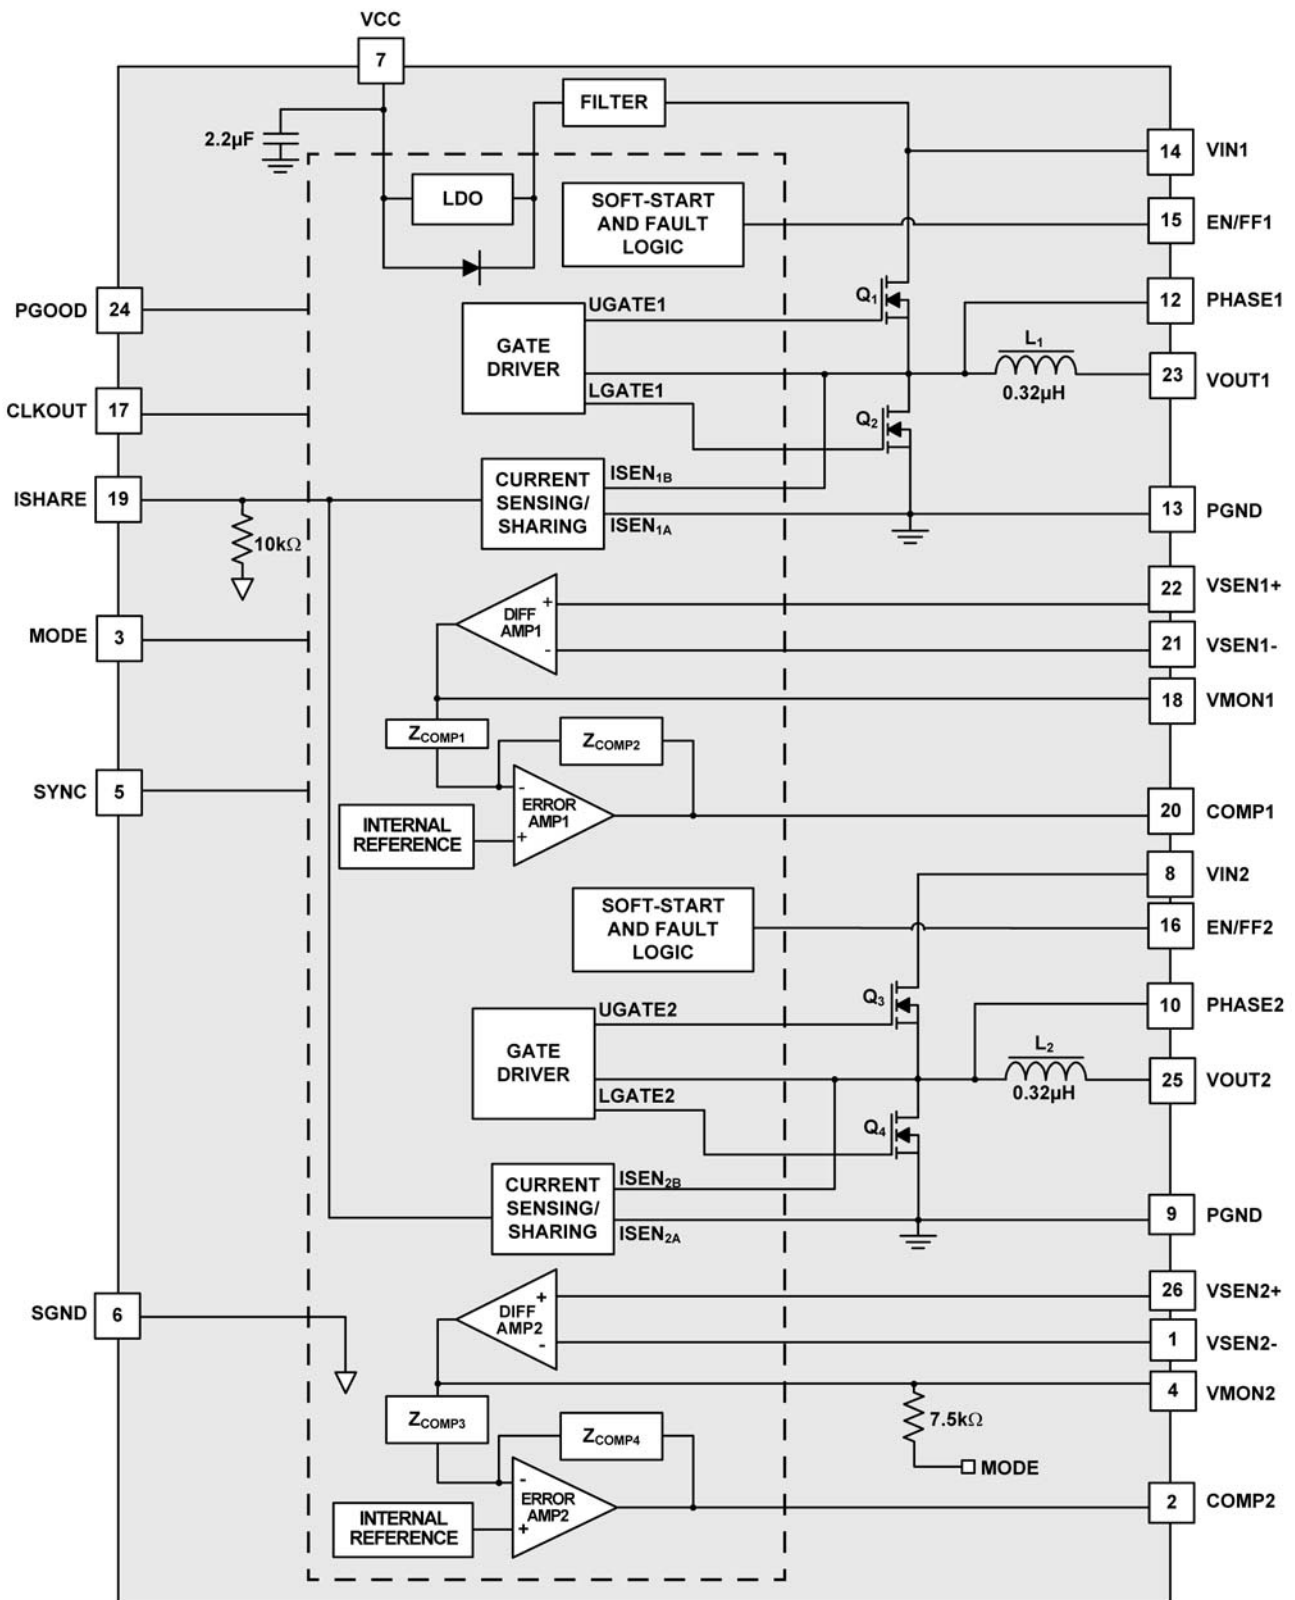 VCC
7
FILTER
2.2µF
14
VIN1
LDO
SOFT-START
AND FAULT
LOGIC
15
EN/FF1
Q1
12
PHASE1
PGOOD
24
UGATE1
GATE
DRIVER
L1
0.32µH
23
VOUT1
LGATE1
CLKOUT
17
Q2
ISHARE
19
CURRENT
SENSING/
SHARING
ISEN1B
ISEN1A
13
PGND
10kΩ
22
VSEN1+
+
DIFF
AMP1
-
MODE
3
21
VSEN1-
18
VMON1
ZCOMP1
ZCOMP2
SYNC
5
-
ERROR
AMP1
+
INTERNAL
REFERENCE
20
COMP1
8
VIN2
SOFT-START
AND FAULT
LOGIC
16
EN/FF2
Q3
10
PHASE2
UGATE2
GATE
DRIVER
L2
0.32µH
25
VOUT2
LGATE2
Q4
CURRENT
SENSING/
SHARING
ISEN2B
ISEN2A
9
PGND
26
VSEN2+
SGND
6
+
DIFF
AMP2
-
1
VSEN2-
4
VMON2
ZCOMP3
ZCOMP4
7.5kΩ
MODE
-
ERROR
AMP2
+
INTERNAL
REFERENCE
2
COMP2